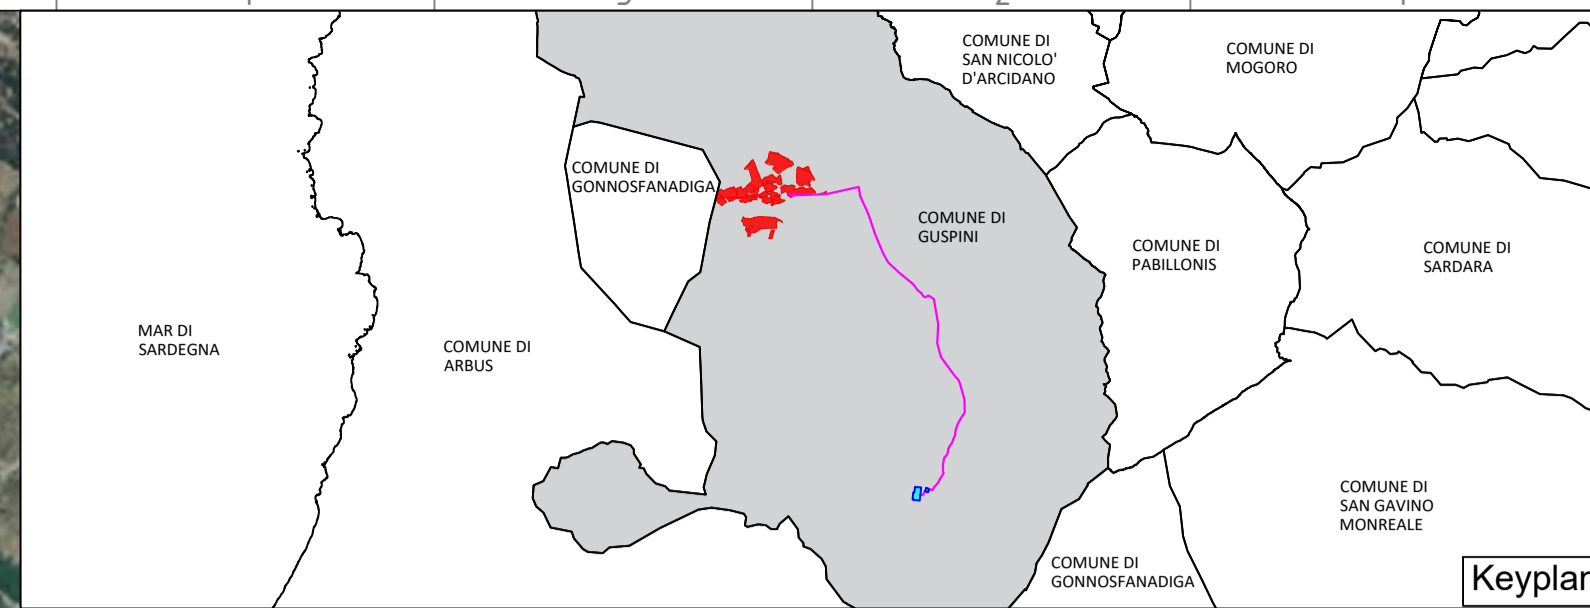 COMUNE DI
SAN NICOLO'
D'ARCIDANO
COMUNE DI
MOGORO
COMUNE DI
GONNOSFANADIGA
COMUNE DI
GUSPINI
COMUNE DI
PABILLONIS
COMUNE DI
SARDARA
MAR DI
SARDEGNA
COMUNE DI
ARBUS
COMUNE DI
SAN GAVINO
MONREALE
COMUNE DI
GONNOSFANADIGA
Keyplan